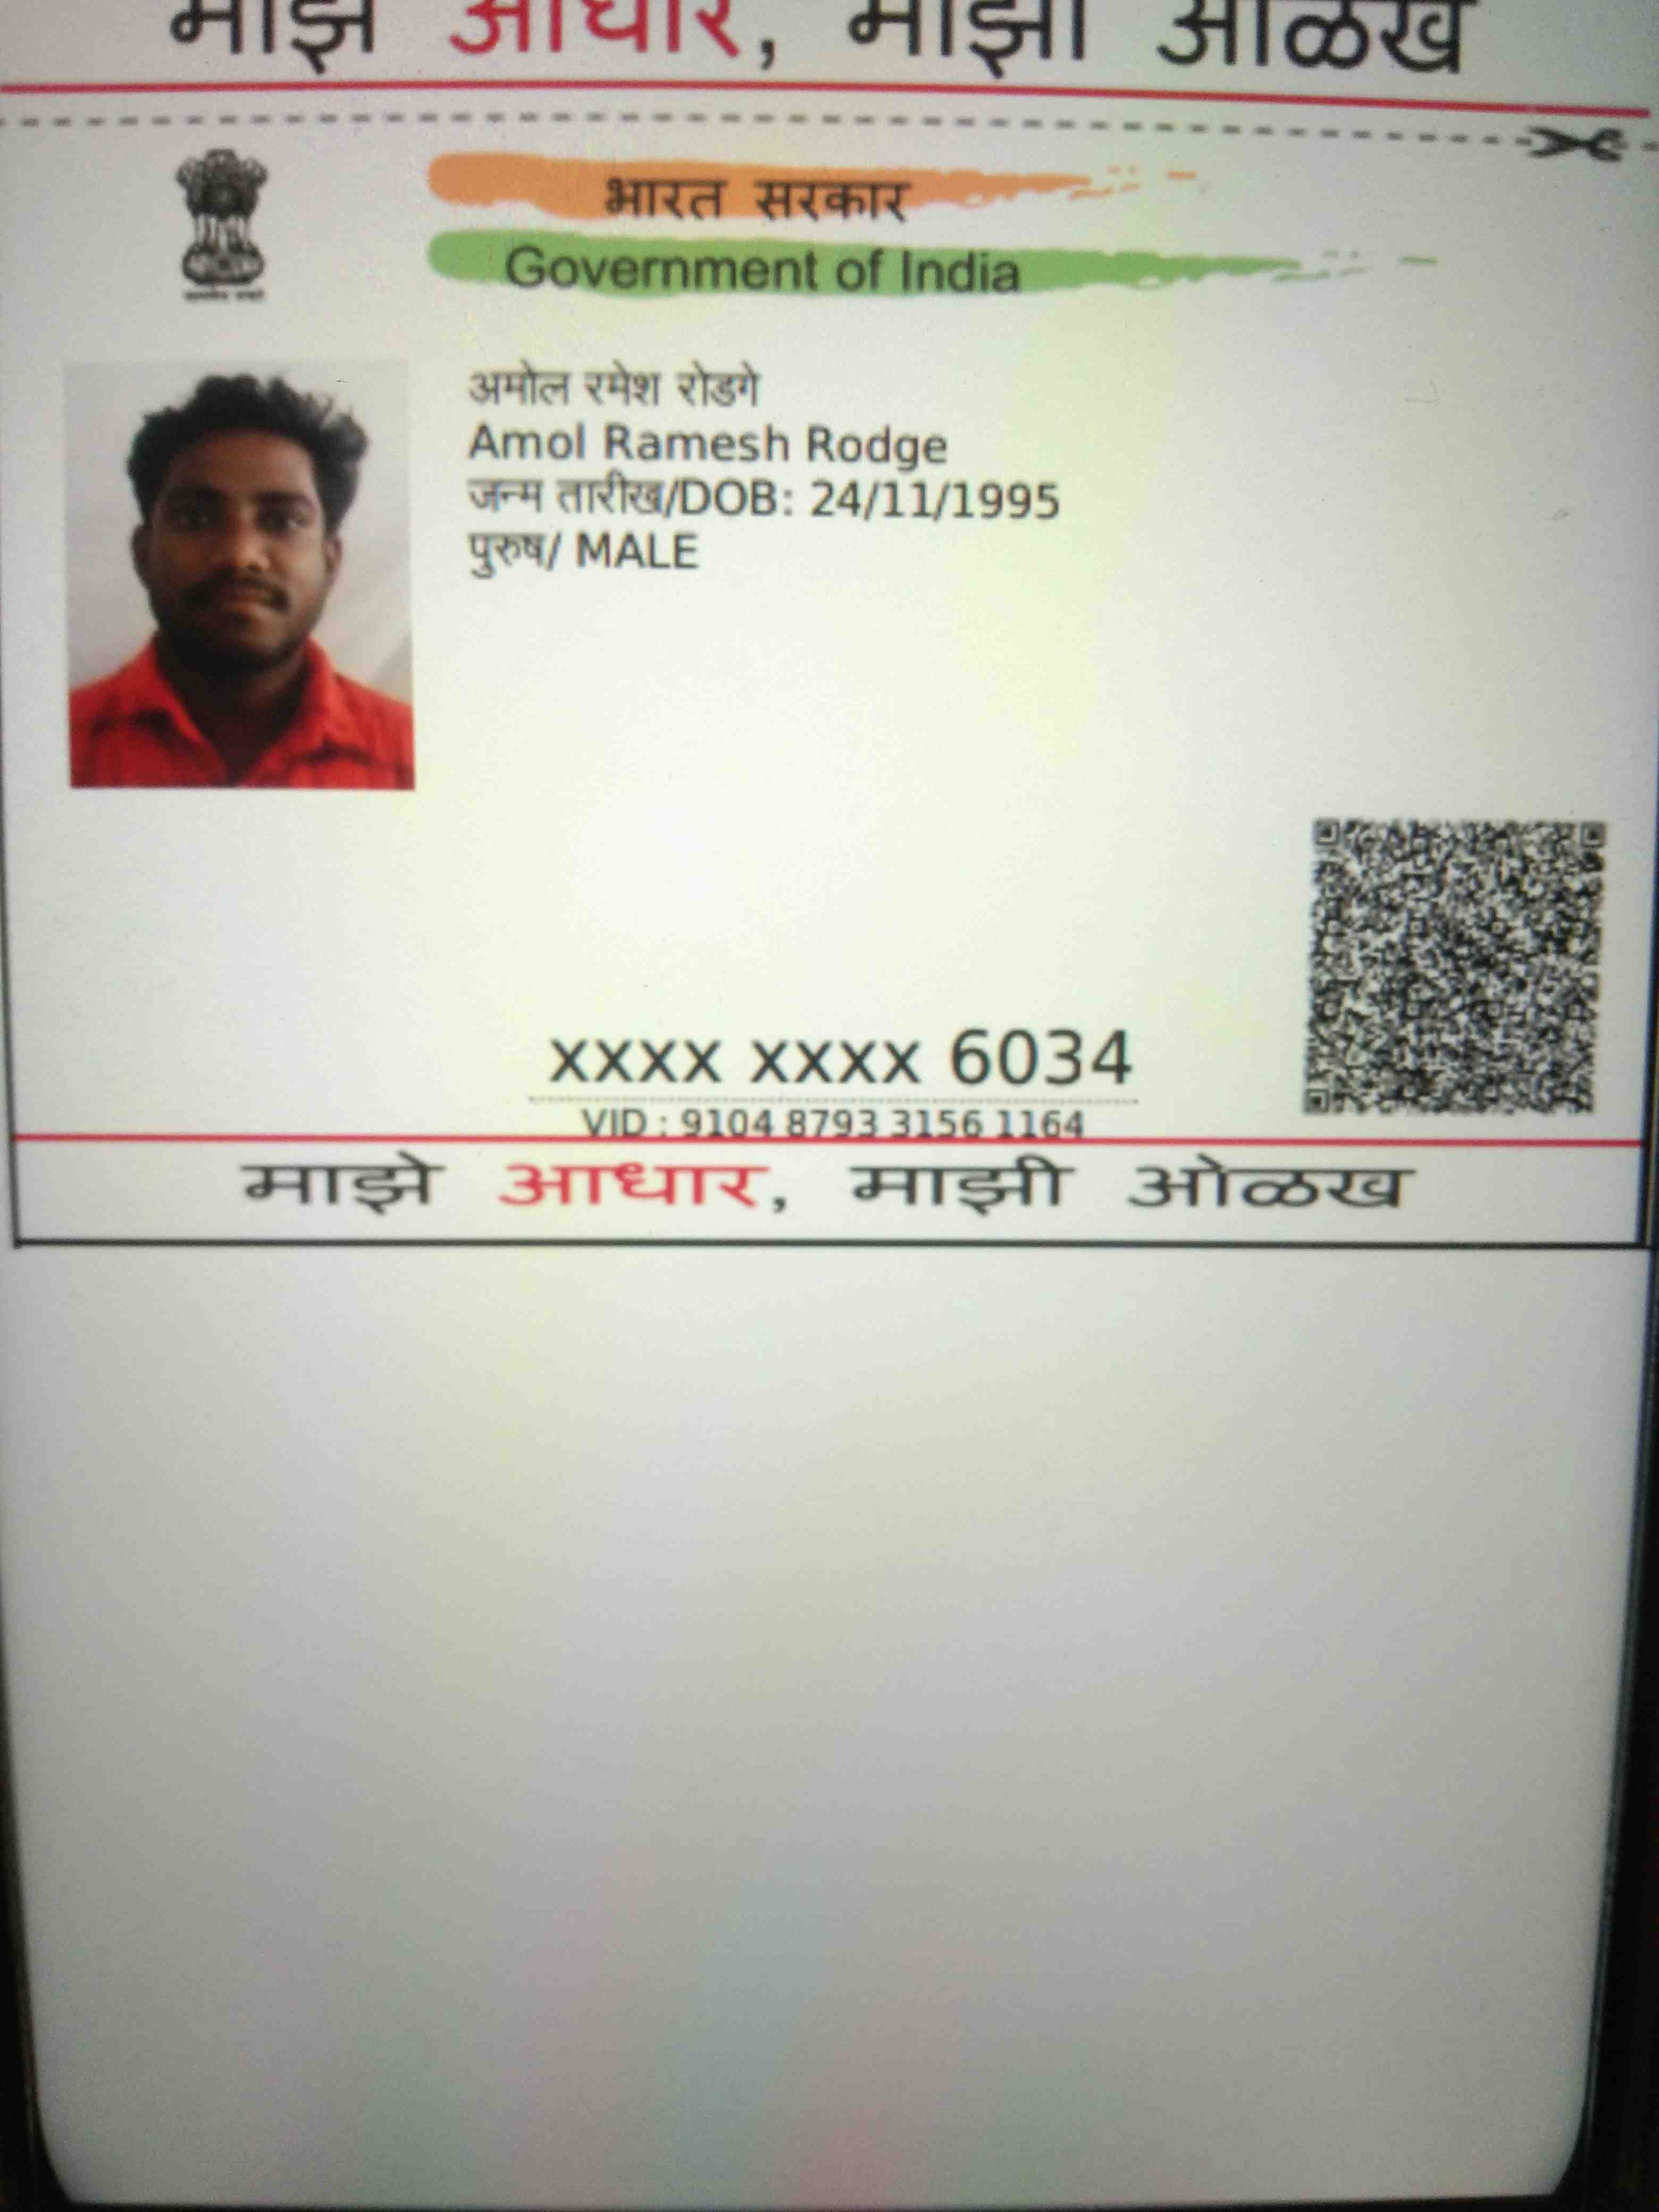 माझे आधार, माझी ओळख
भारत सरकार
Government of India
अमोल रमेश रोडगे
Amol Ramesh Rodge
जन्म तारीख/DOB: 24/11/1995
पुरुष/ MALE
xxxx xxxx 6034
VID : 9104 8793 3156 1164
माझे आधार, माझी ओळख